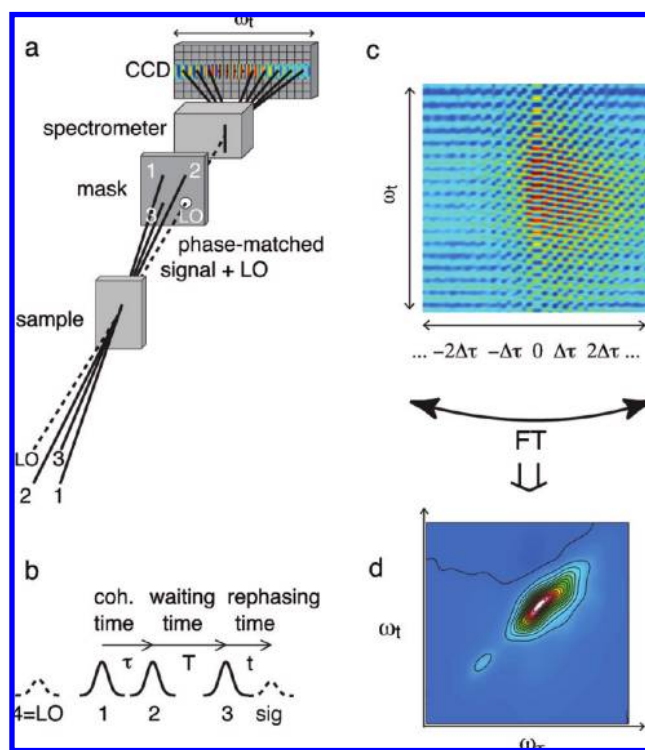 a
ωt
CCD
spectrometer
mask
1 2
3 LO
phase-matched
signal + LO
sample
LO 3
2 1
b
coh. waiting rephasing
time time time
τ T t
4=LO 1 2 3 sig
c
ωt
... −2Δτ −Δτ 0 Δτ 2Δτ ...
FT
d
ωt
ωτ